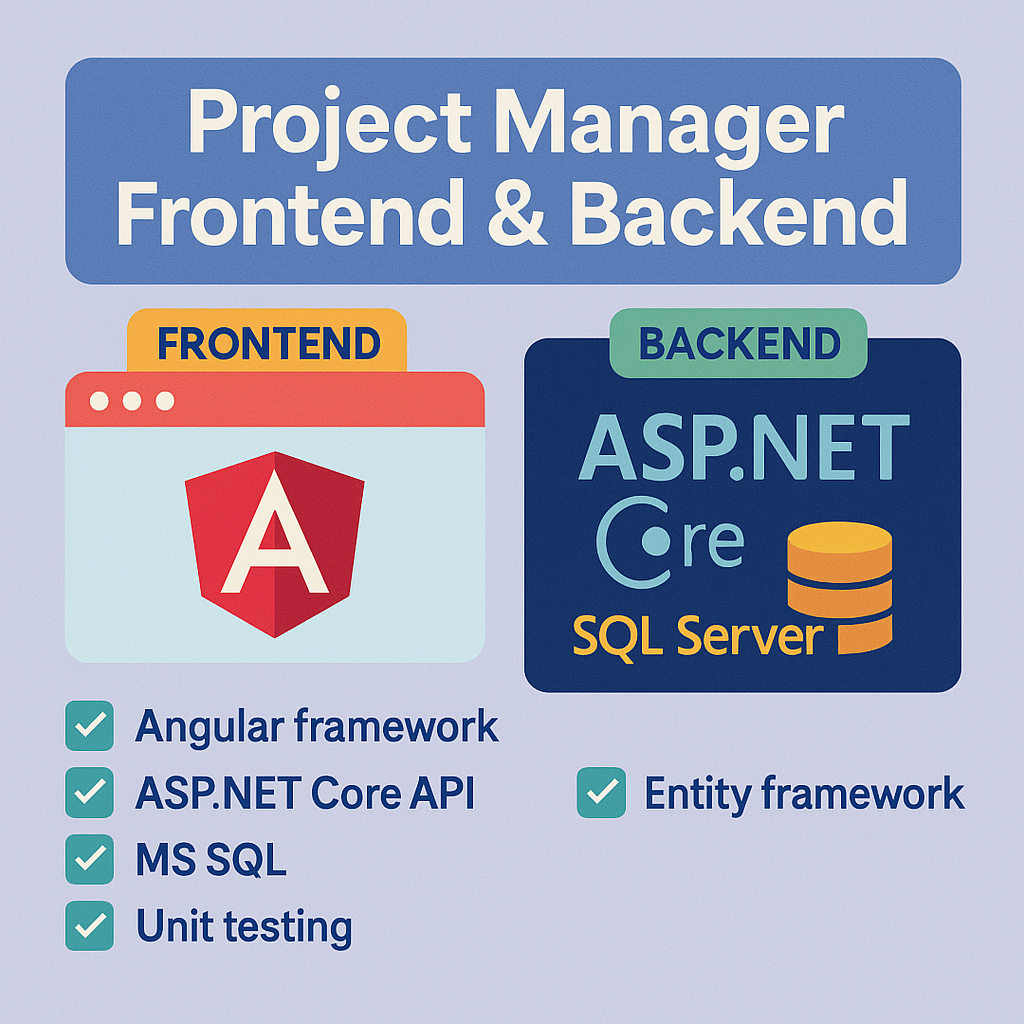 Project Manager
Frontend & Backend
FRONTEND
A
BACKEND
ASP.NET
Core
SQL Server
Angular framework
ASP.NET Core API
MS SQL
Unit testing
Entity framework